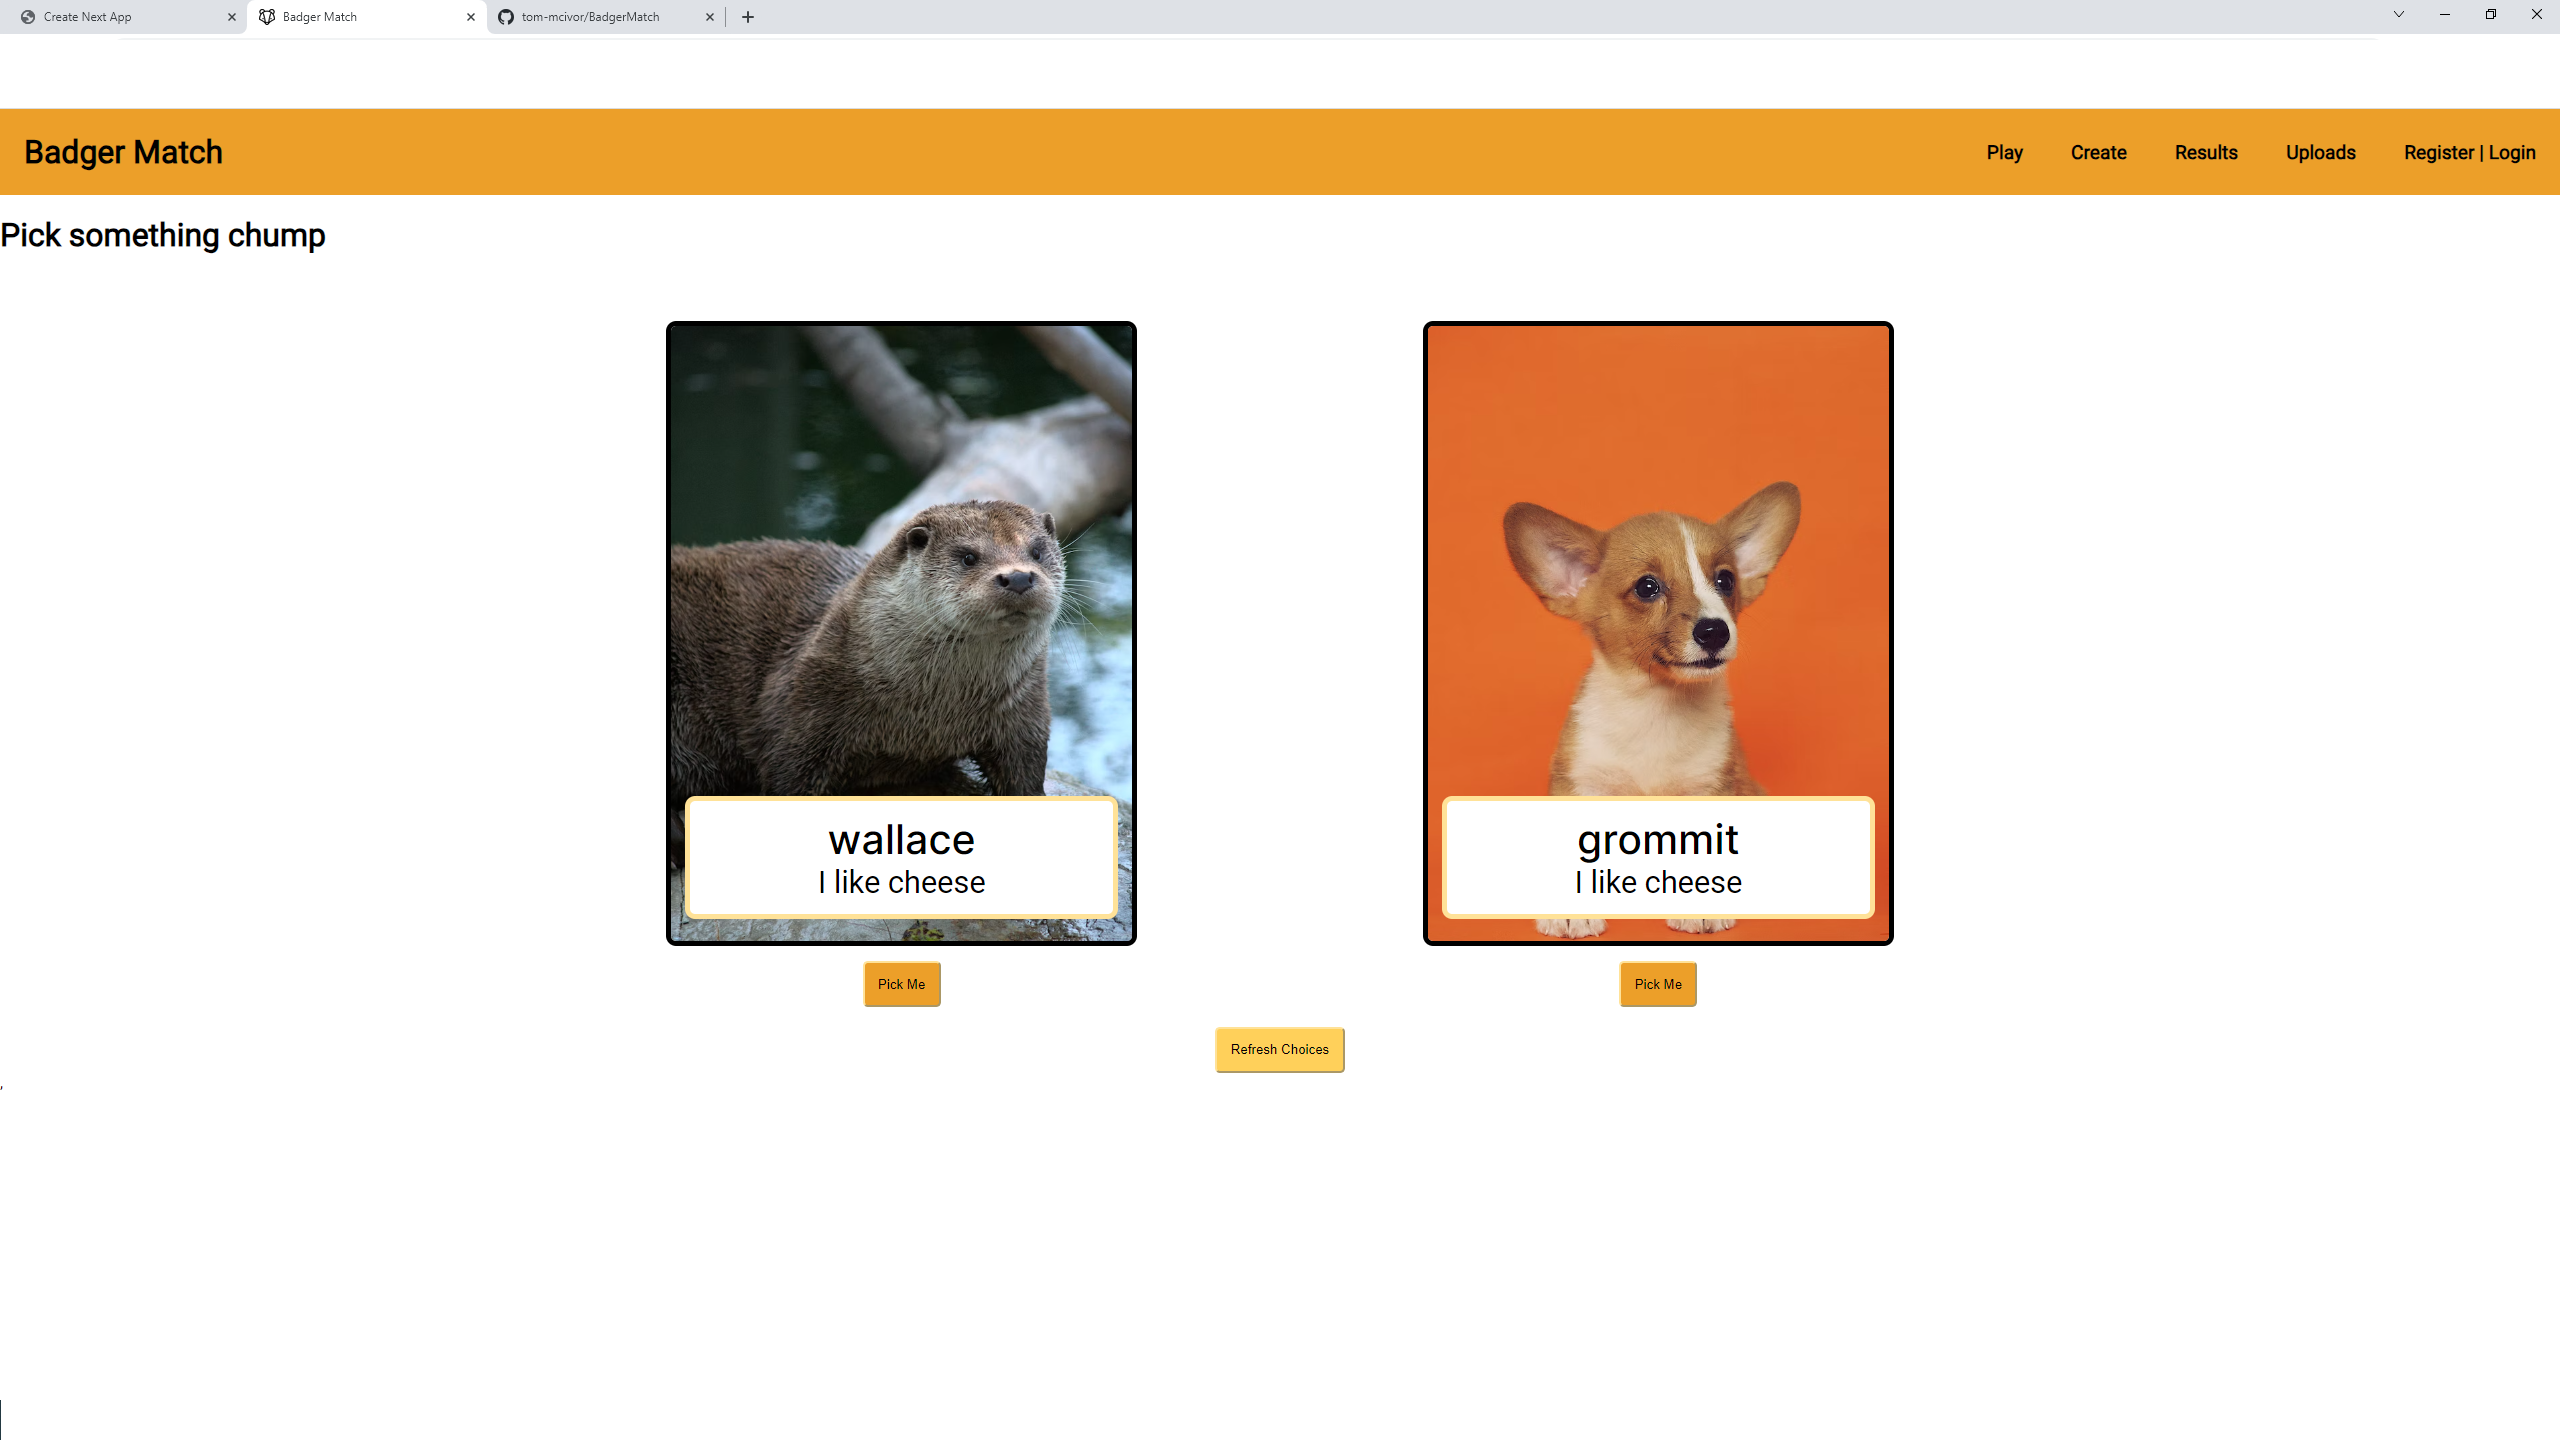 Create Next App
Badger Match
tom-mcivor/BadgerMatch
Badger Match
Play
Create
Results
Uploads
Register | Login
Pick something chump
wallace
I like cheese
grommit
I like cheese
Pick Me
Pick Me
Refresh Choices
,